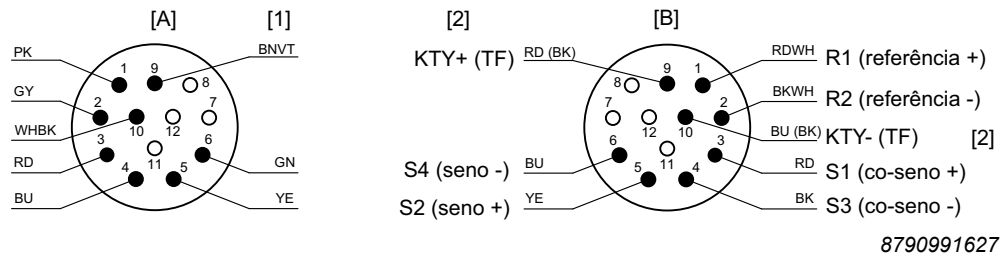 [A] [1] [2] [B]
PK BNVT KTY+ (TF) RD (BK) RDWH R1 (referência +)
1 9 8 9 1 8
GY BKWH R2 (referência -)
2 7 7 2
WHBK 10 12 12 10 BU (BK) KTY- (TF) [2]
3 11 6 6 11 3
RD GN S4 (seno -) BU RD S1 (co-seno +)
4 5 5 4
BU YE S2 (seno +) YE BK S3 (co-seno -)
8790991627